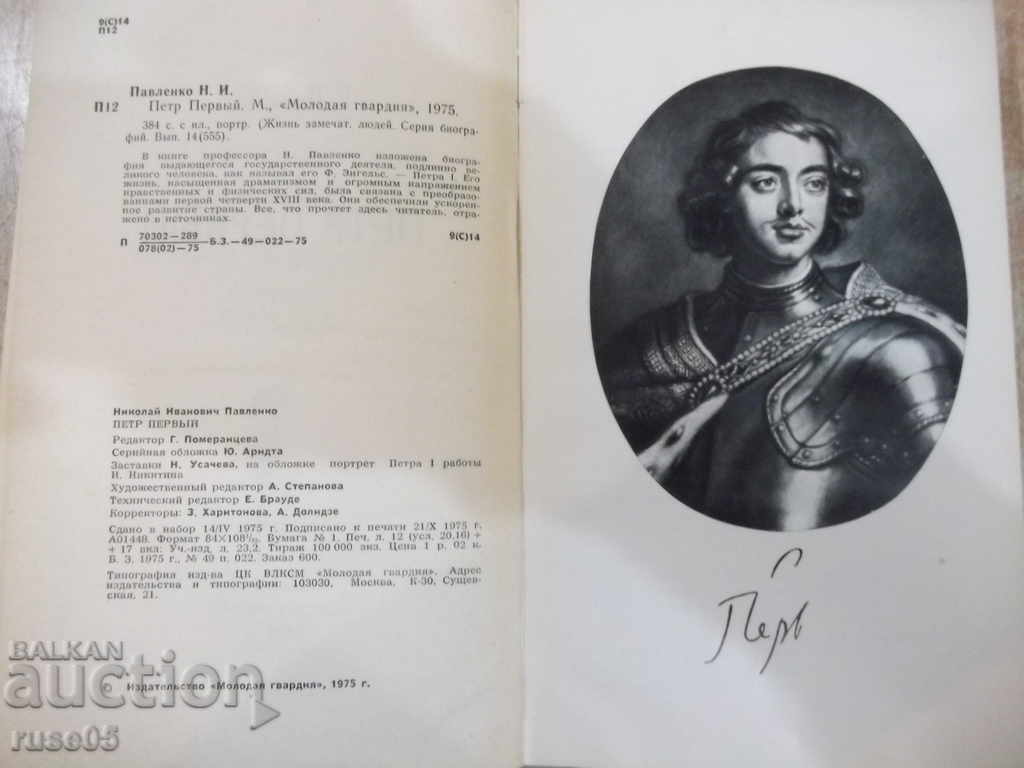 9(С)14
П12
Павленко Н. И.
П12 Петр Первый. М., «Молодая гвардия», 1975.
384 с. с ил., портр. (Жизнь замечат. людей. Серия биогра-
фий. Вып. 14(555).
В книге профессора Н. Павленко изложена биогра-
фия выдающегося государственного деятеля, подлинно ве-
ликого человека, как называл его Ф. Энгельс. — Петра I. Его
жизнь, насыщенная драматизмом и огромным напряжением
нравственных и физических сил, была связана с преобразо-
ваниями первой четверти XVIII века. Они обеспечили ускорен-
ное развитие страны. Все, что прочтет здесь читатель, отра-
жено в источниках.
П 70302—289
078(02)—75 Б.З.—49—022—75 9(С)14
Николай Иванович Павленко
ПЕТР ПЕРВЫЙ
Редактор Г. Померанцева
Серийная обложка Ю. Арндта
Заставки Н. Усачева, на обложке портрет Петра I работы
И. Никитина
Художественный редактор А. Степанова
Технический редактор Е. Брауде
Корректоры: З. Харитонова, А. Долидзе
Сдано в набор 14/IV 1975 г. Подписано к печати 21/X 1975 г.
А01448. Формат 84×108¹/₃₂. Бумага № 1. Печ. л. 12 (усл. 20,16) +
+ 17 вкл. Уч.-изд. л. 23,2. Тираж 100 000 экз. Цена 1 р. 02 к.
Б. З. 1975 г., № 49 п. 022. Заказ 600.
Типография изд-ва ЦК ВЛКСМ «Молодая гвардия». Адрес
издательства и типографии: 103030, Москва, К-30, Сущев-
ская, 21.
© Издательство «Молодая гвардия», 1975 г.
BALKAN
auction
ruse05